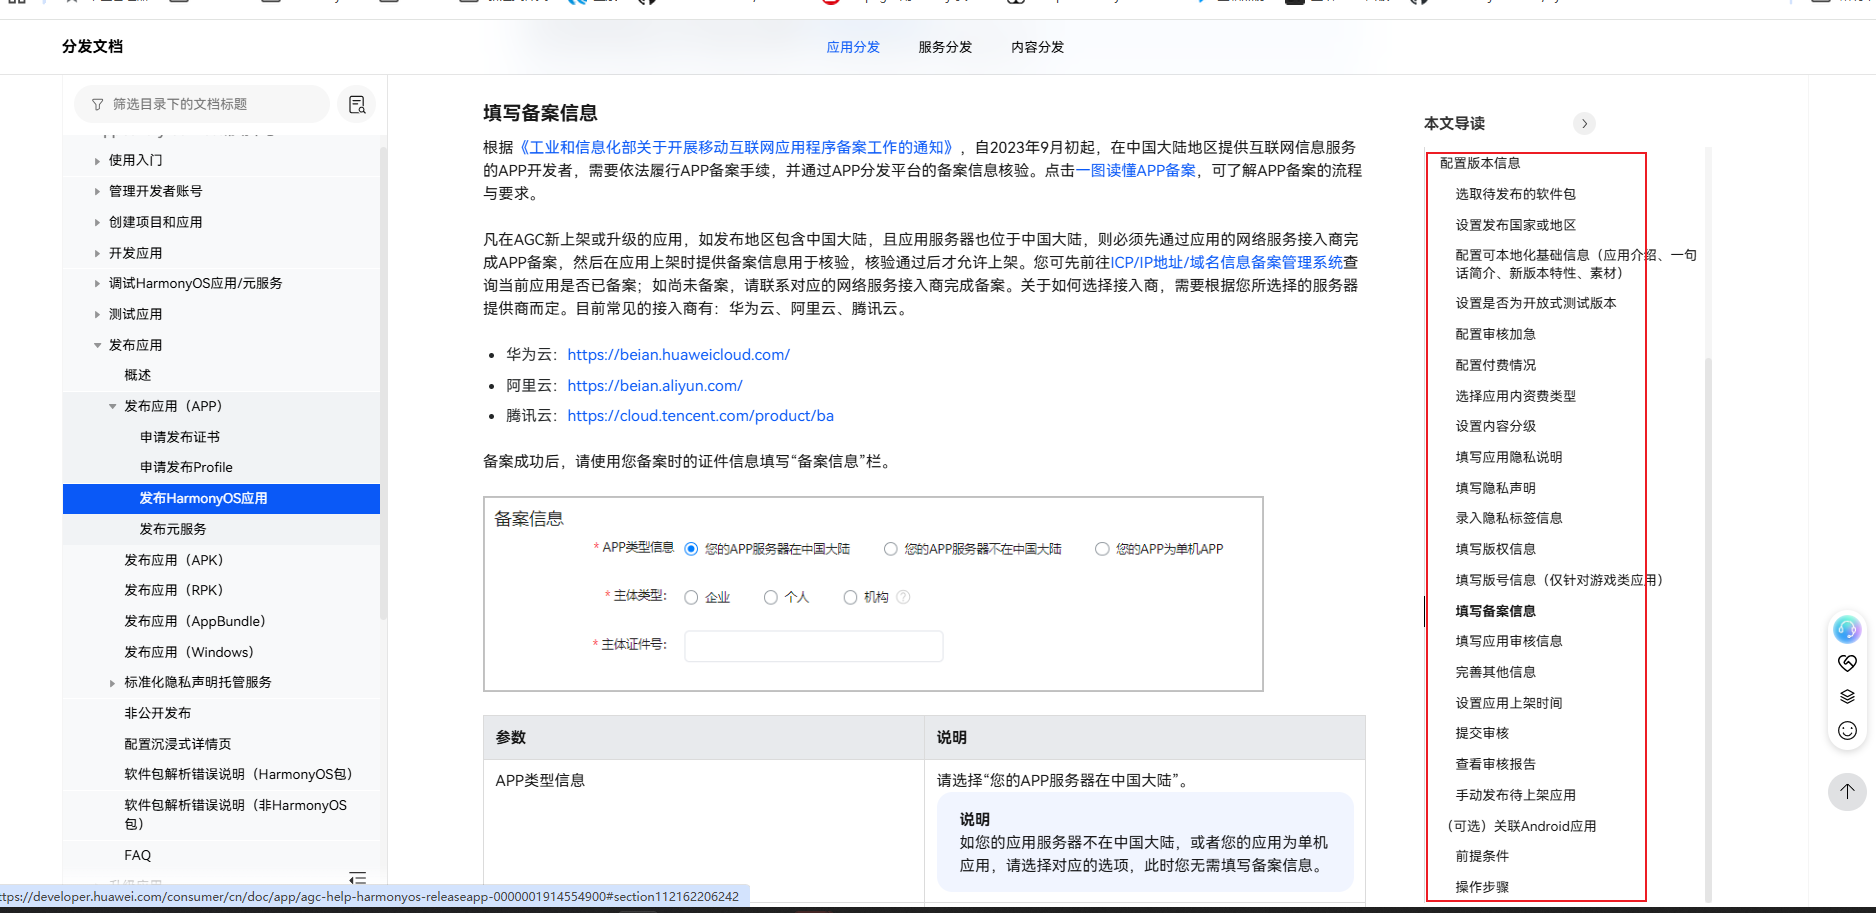 分发文档
应用分发
服务分发
内容分发
筛选目录下的文档标题
使用入门
管理开发者账号
创建项目和应用
开发应用
调试HarmonyOS应用/元服务
测试应用
发布应用
概述
发布应用（APP）
申请发布证书
申请发布Profile
发布HarmonyOS应用
发布元服务
发布应用（APK）
发布应用（RPK）
发布应用（AppBundle）
发布应用（Windows）
标准化隐私声明托管服务
非公开发布
配置沉浸式详情页
软件包解析错误说明（HarmonyOS包）
软件包解析错误说明（非HarmonyOS
包）
FAQ
填写备案信息
根据《工业和信息化部关于开展移动互联网应用程序备案工作的通知》，自2023年9月初起，在中国大陆地区提供互联网信息服务
的APP开发者，需要依法履行APP备案手续，并通过APP分发平台的备案信息核验。点击一图读懂APP备案，可了解APP备案的流程
与要求。
凡在AGC新上架或升级的应用，如发布地区包含中国大陆，且应用服务器也位于中国大陆，则必须先通过应用的网络服务接入商完
成APP备案，然后在应用上架时提供备案信息用于核验，核验通过后才允许上架。您可先前往ICP/IP地址/域名信息备案管理系统查
询当前应用是否已备案；如尚未备案，请联系对应的网络服务接入商完成备案。关于如何选择接入商，需要根据您所选择的服务器
提供商而定。目前常见的接入商有：华为云、阿里云、腾讯云。
• 华为云：https://beian.huaweicloud.com/
• 阿里云：https://beian.aliyun.com/
• 腾讯云：https://cloud.tencent.com/product/ba
备案成功后，请使用您备案时的证件信息填写“备案信息”栏。
备案信息
* APP类型信息 您的APP服务器在中国大陆 您的APP服务器不在中国大陆 您的APP为单机APP
* 主体类型： 企业 个人 机构 ?
* 主体证件号：
参数 说明
APP类型信息 请选择“您的APP服务器在中国大陆”。
说明
如您的应用服务器不在中国大陆，或者您的应用为单机
应用，请选择对应的选项，此时您无需填写备案信息。
本文导读
配置版本信息
选取待发布的软件包
设置发布国家或地区
配置可本地化基础信息（应用介绍、一句
话简介、新版本特性、素材）
设置是否为开放式测试版本
配置审核加急
配置付费情况
选择应用内资费类型
设置内容分级
填写应用隐私说明
填写隐私声明
录入隐私标签信息
填写版权信息
填写版号信息（仅针对游戏类应用）
填写备案信息
填写应用审核信息
完善其他信息
设置应用上架时间
提交审核
查看审核报告
手动发布待上架应用
（可选）关联Android应用
前提条件
操作步骤
ttps://developer.huawei.com/consumer/cn/doc/app/agc-help-harmonyos-releaseapp-0000001914554900#section112162206242